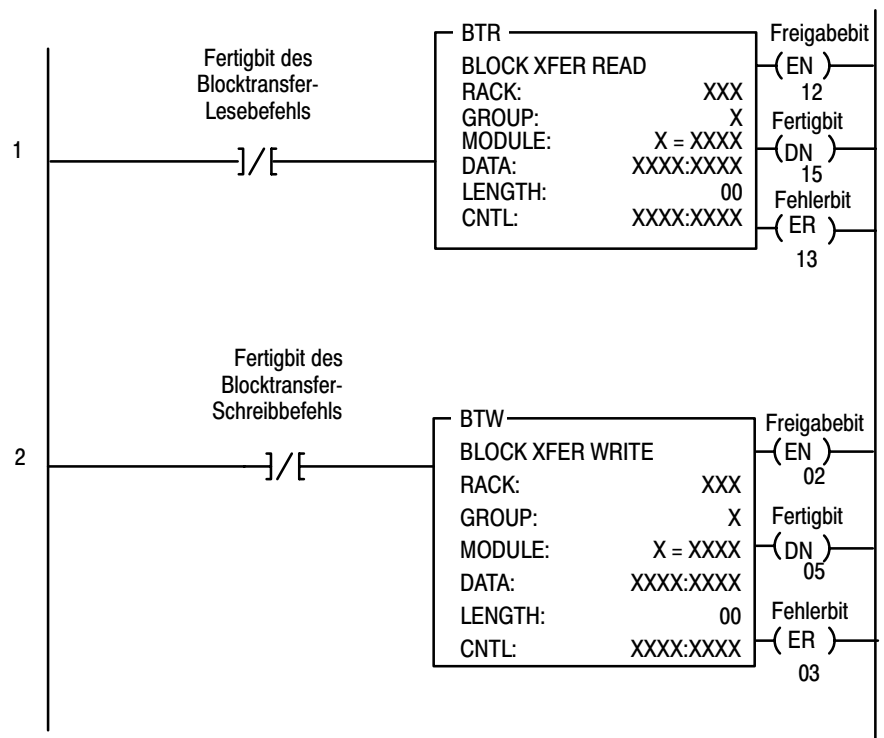 Fertigbit des
Blocktransfer-
Lesebefehls
1
BTR
BLOCK XFER READ
RACK: XXX
GROUP: X
MODULE: X = XXXX
DATA: XXXX:XXXX
LENGTH: 00
CNTL: XXXX:XXXX
Freigabebit
EN
12
Fertigbit
DN
15
Fehlerbit
ER
13
Fertigbit des
Blocktransfer-
Schreibbefehls
2
BTW
BLOCK XFER WRITE
RACK: XXX
GROUP: X
MODULE: X = XXXX
DATA: XXXX:XXXX
LENGTH: 00
CNTL: XXXX:XXXX
Freigabebit
EN
02
Fertigbit
DN
05
Fehlerbit
ER
03